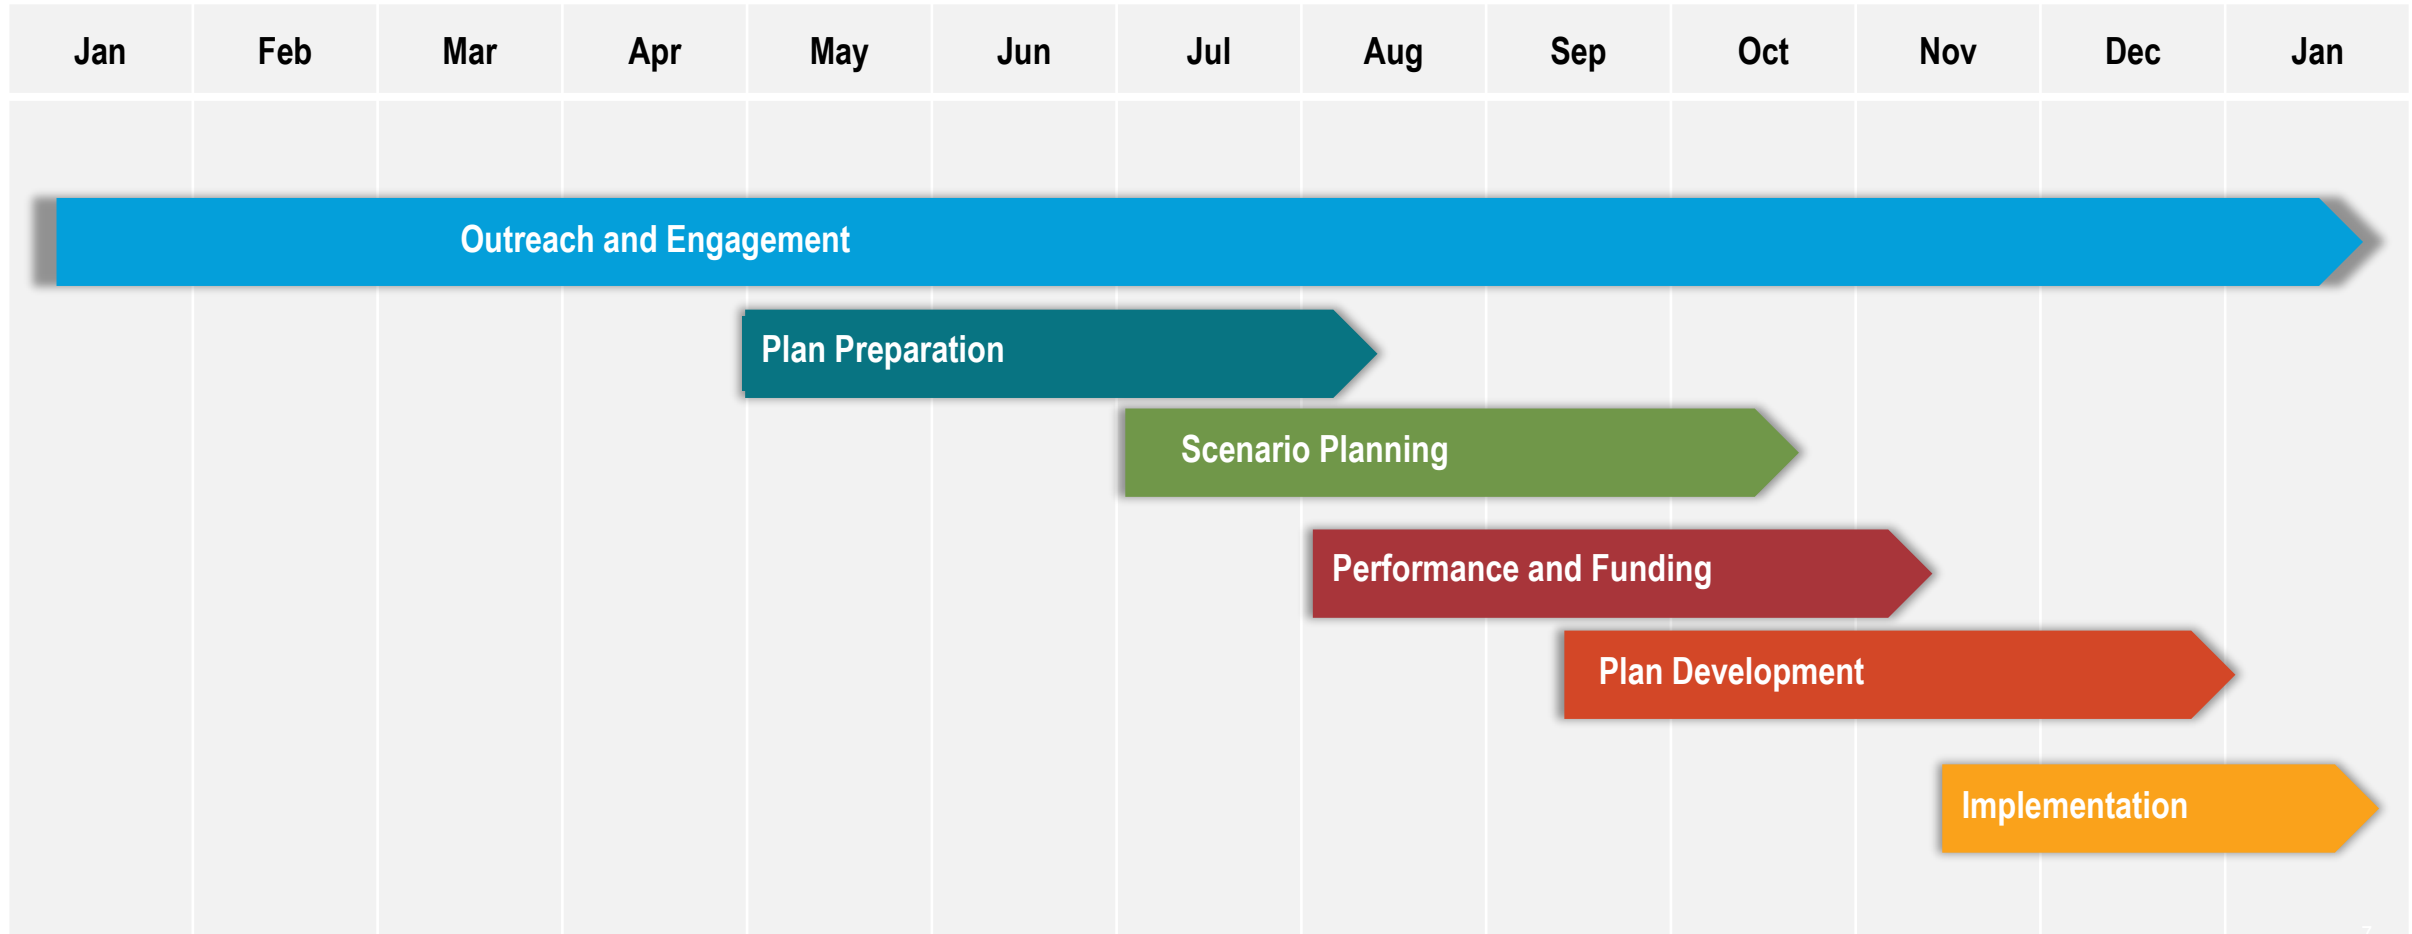 Jan Feb Mar Apr May Jun Jul Aug Sep Oct Nov Dec Jan
Outreach and Engagement
Plan Preparation
Scenario Planning
Performance and Funding
Plan Development
Implementation
7